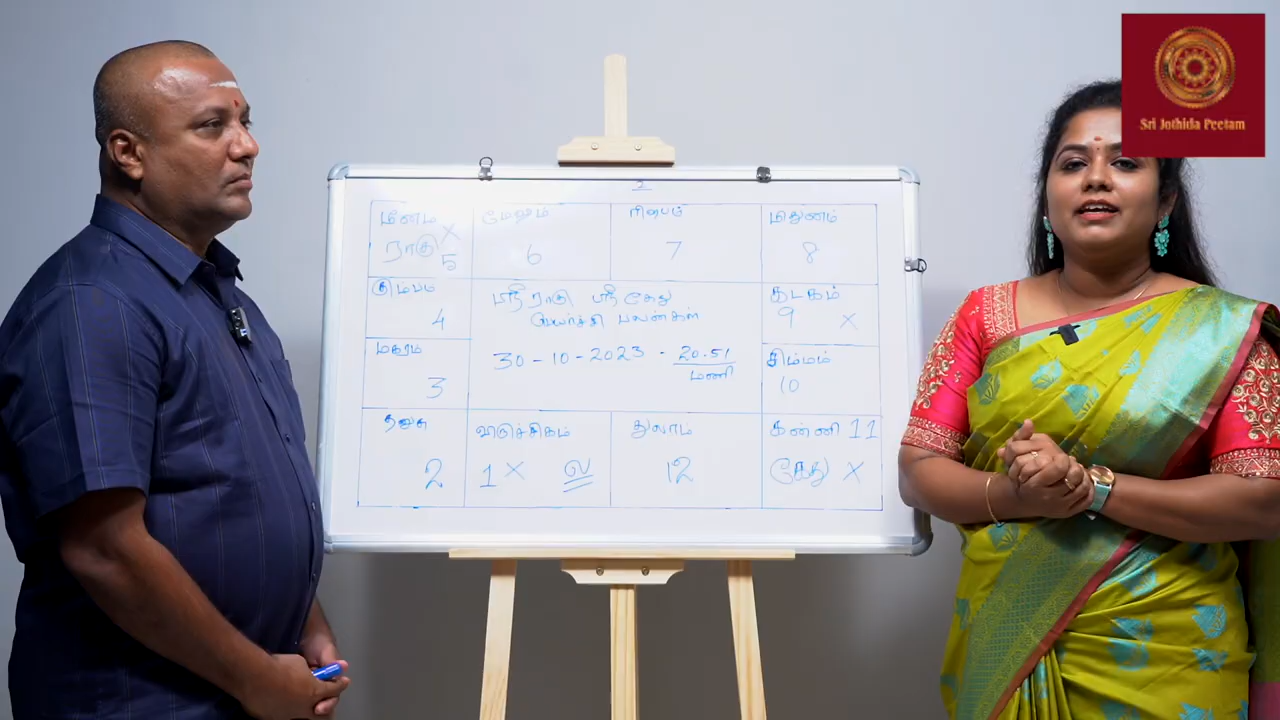 Sri Jothida Peetam
மீனம் X
ராகு 5
மேஷம்
6
ரிஷபம்
7
மிதுனம்
8
கும்பம்
4
ஸ்ரீ ராகு ஸ்ரீ கேது
பெயர்ச்சி பலன்கள்
30-10-2023 - 20.51
மணி
கடகம்
9 X
மகரம்
3
சிம்மம்
10
தனுசு
2
விருச்சிகம்
1 X ல
துலாம்
12
கன்னி 11
கேது X